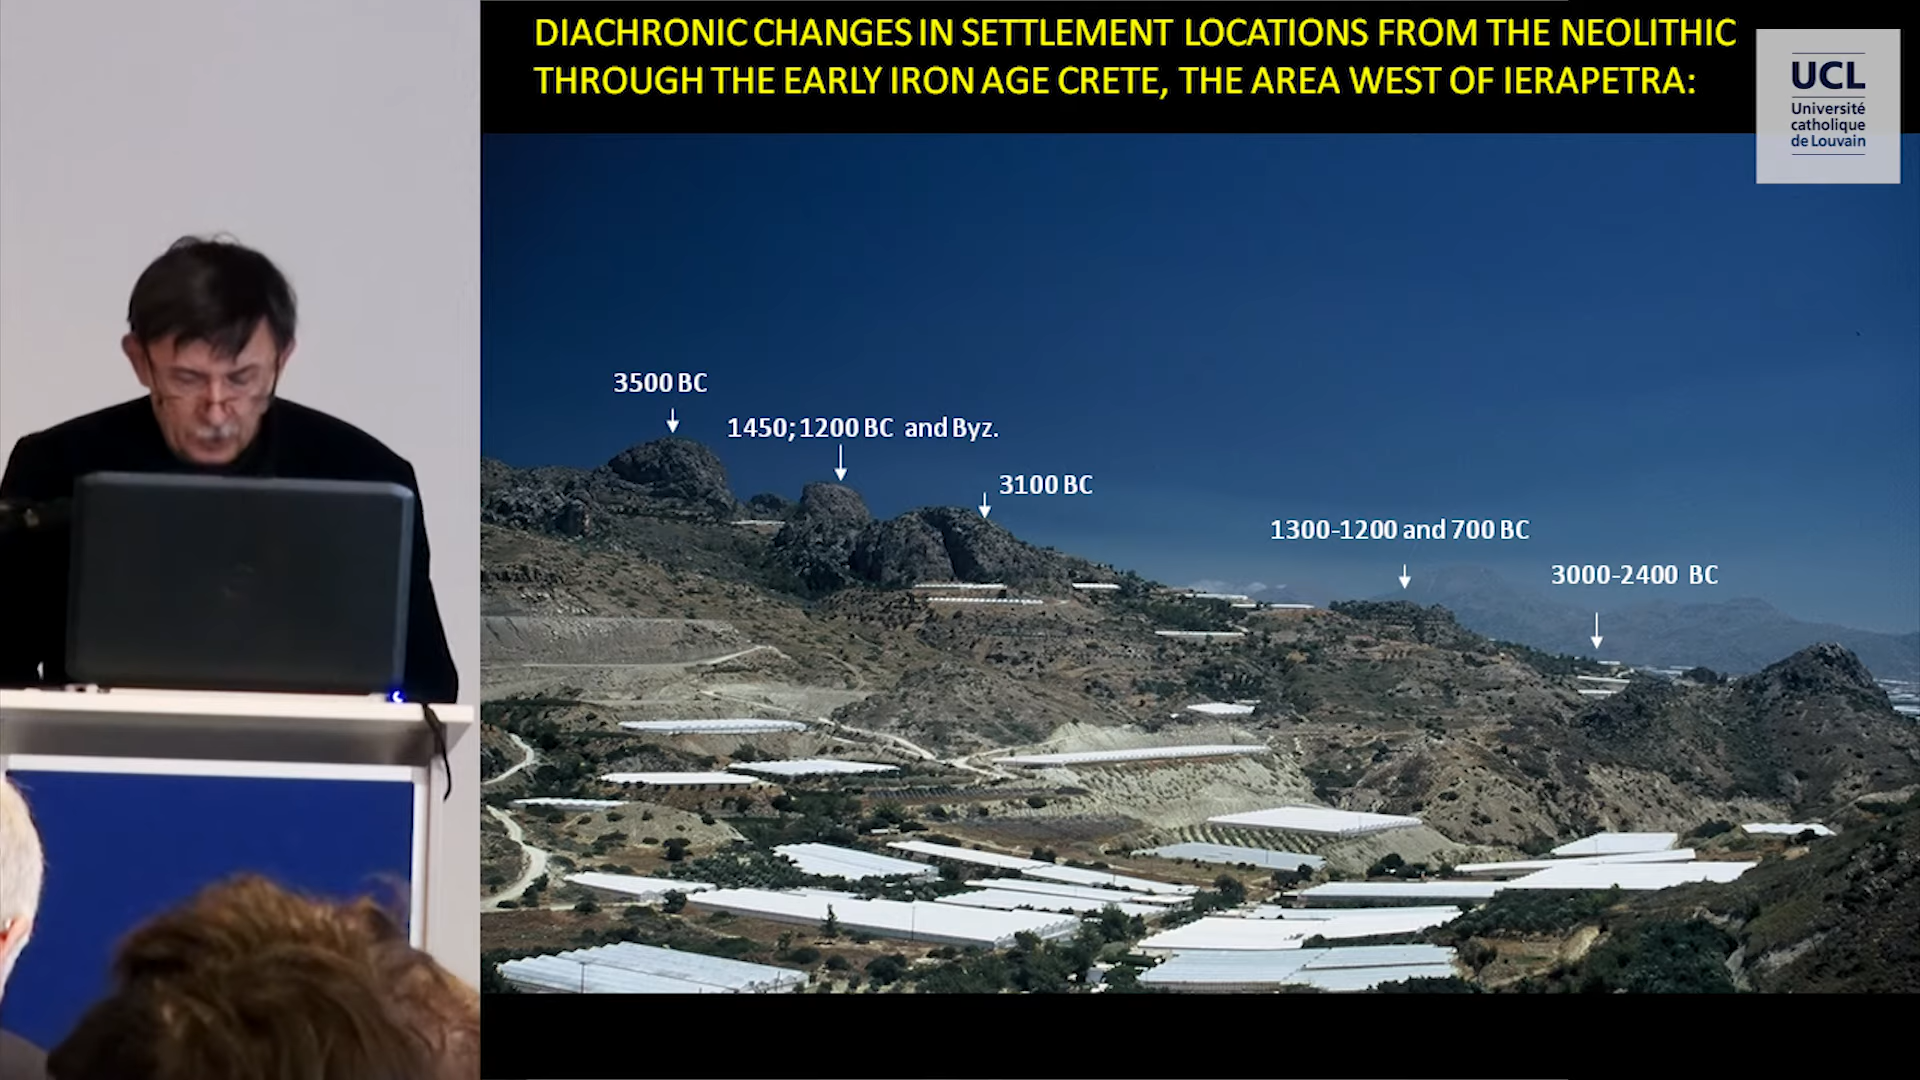 DIACHRONIC CHANGES IN SETTLEMENT LOCATIONS FROM THE NEOLITHIC
THROUGH THE EARLY IRON AGE CRETE, THE AREA WEST OF IERAPETRA:
UCL
Université
catholique
de Louvain
3500 BC
1450; 1200 BC and Byz.
3100 BC
1300-1200 and 700 BC
3000-2400 BC